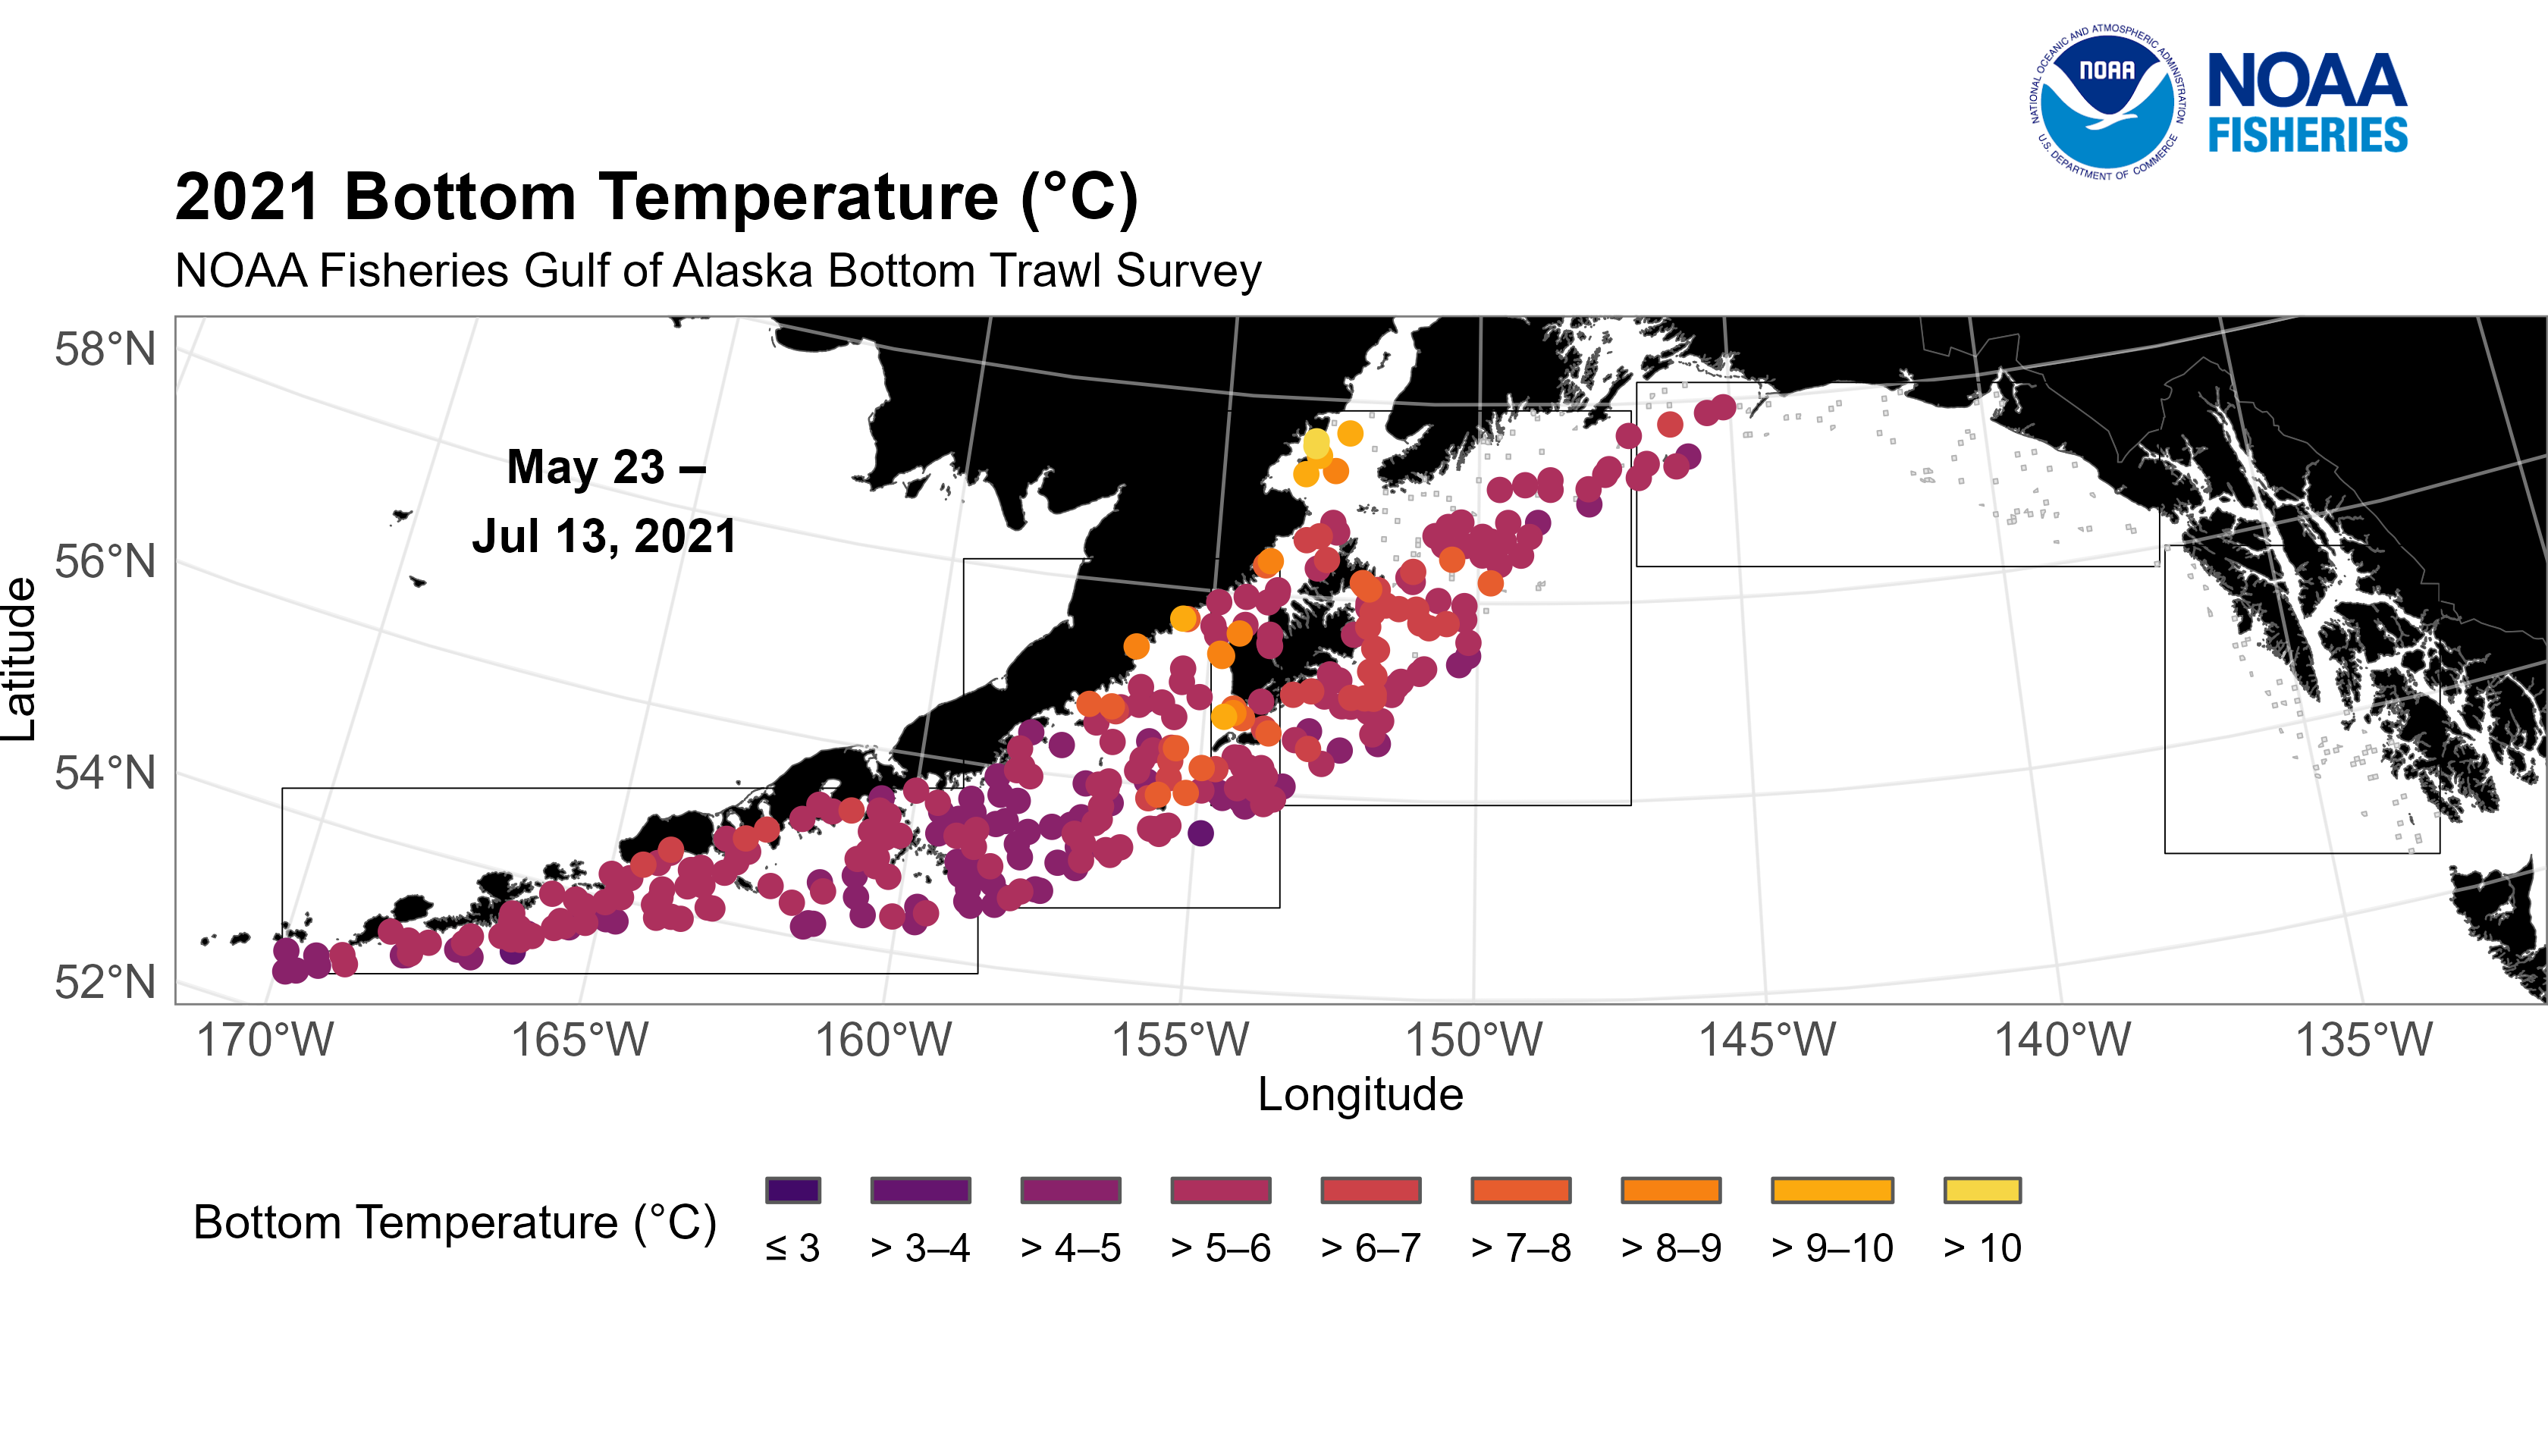 NATIONAL OCEANIC AND ATMOSPHERIC ADMINISTRATION
U.S. DEPARTMENT OF COMMERCE
NOAA
NOAA
FISHERIES
2021 Bottom Temperature (°C)
NOAA Fisheries Gulf of Alaska Bottom Trawl Survey
May 23 –
Jul 13, 2021
58°N
56°N
54°N
52°N
Latitude
170°W 165°W 160°W 155°W 150°W 145°W 140°W 135°W
Longitude
Bottom Temperature (°C)
≤ 3 > 3–4 > 4–5 > 5–6 > 6–7 > 7–8 > 8–9 > 9–10 > 10